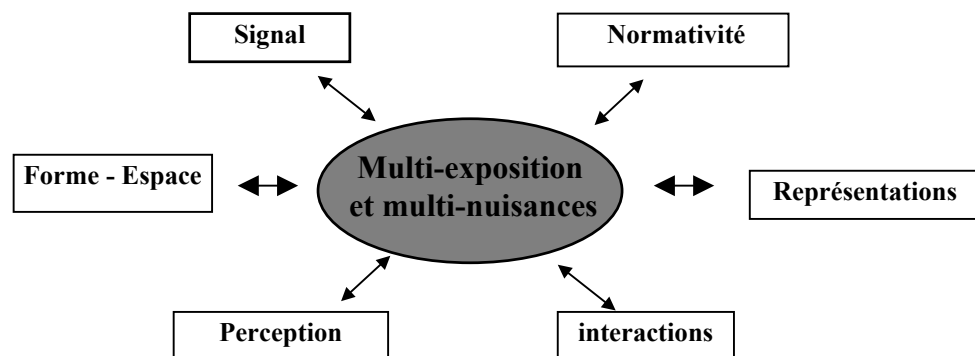 Signal
Normativité
Forme - Espace
Multi-exposition
et multi-nuisances
Représentations
Perception
interactions